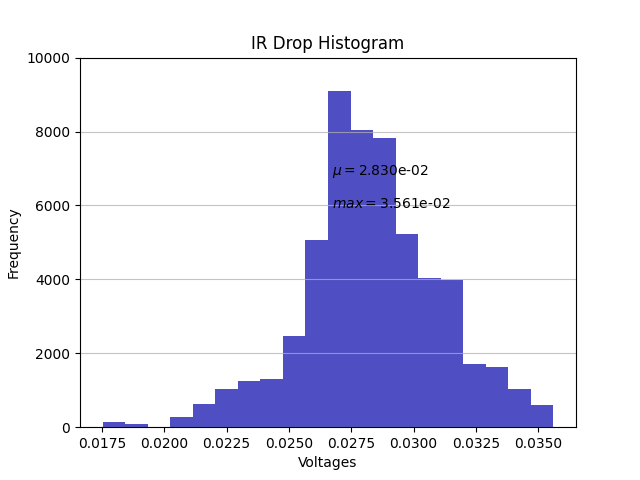 IR Drop Histogram
10000
8000
6000
4000
2000
0
Frequency
μ = 2.830e-02
max = 3.561e-02
0.0175 0.0200 0.0225 0.0250 0.0275 0.0300 0.0325 0.0350
Voltages